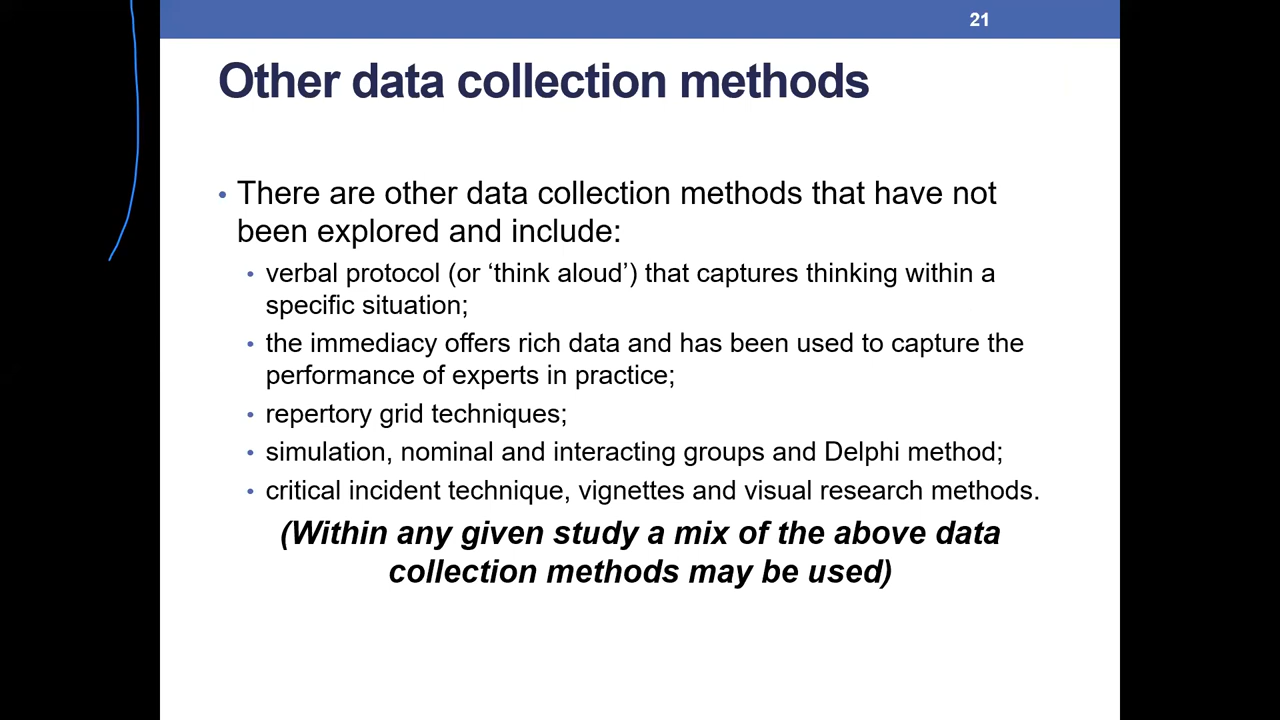 21
Other data collection methods
• There are other data collection methods that have not
been explored and include:
• verbal protocol (or ‘think aloud’) that captures thinking within a
specific situation;
• the immediacy offers rich data and has been used to capture the
performance of experts in practice;
• repertory grid techniques;
• simulation, nominal and interacting groups and Delphi method;
• critical incident technique, vignettes and visual research methods.
(Within any given study a mix of the above data
collection methods may be used)